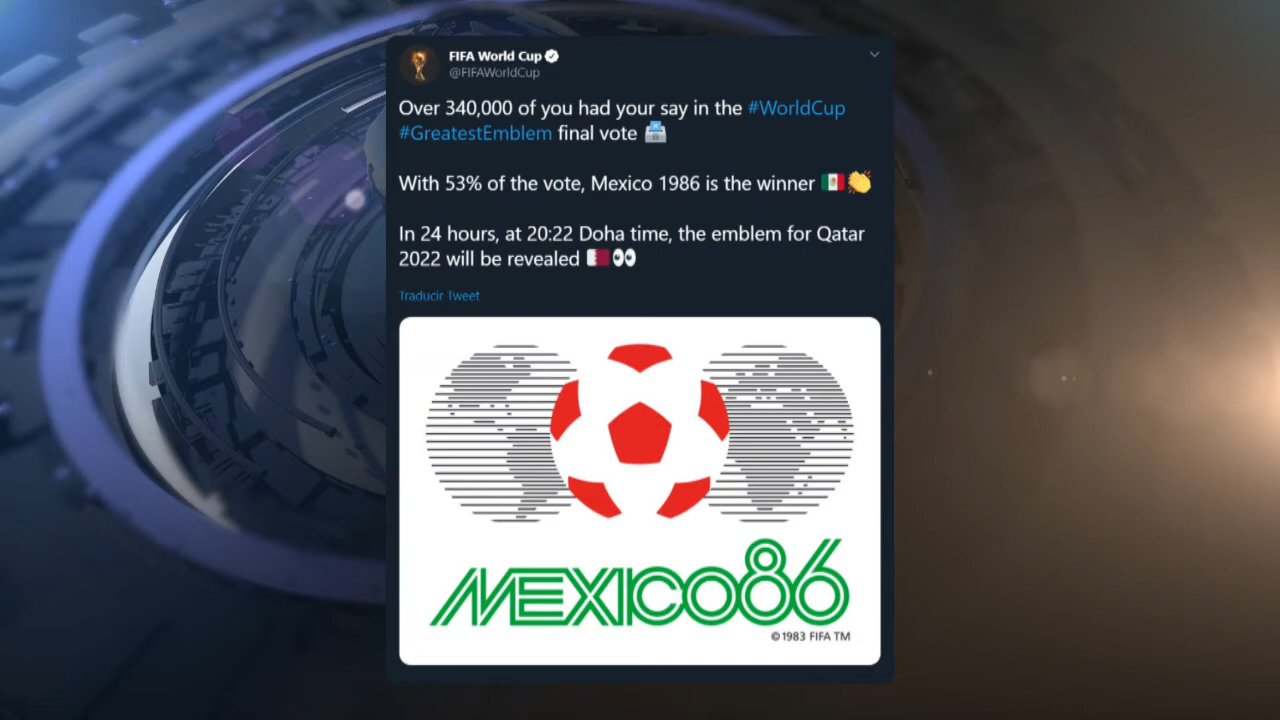 FIFA World Cup
@FIFAWorldCup
Over 340,000 of you had your say in the #WorldCup
#GreatestEmblem final vote
With 53% of the vote, Mexico 1986 is the winner
In 24 hours, at 20:22 Doha time, the emblem for Qatar
2022 will be revealed
Traducir Tweet
MEXICO86
©1983 FIFA TM